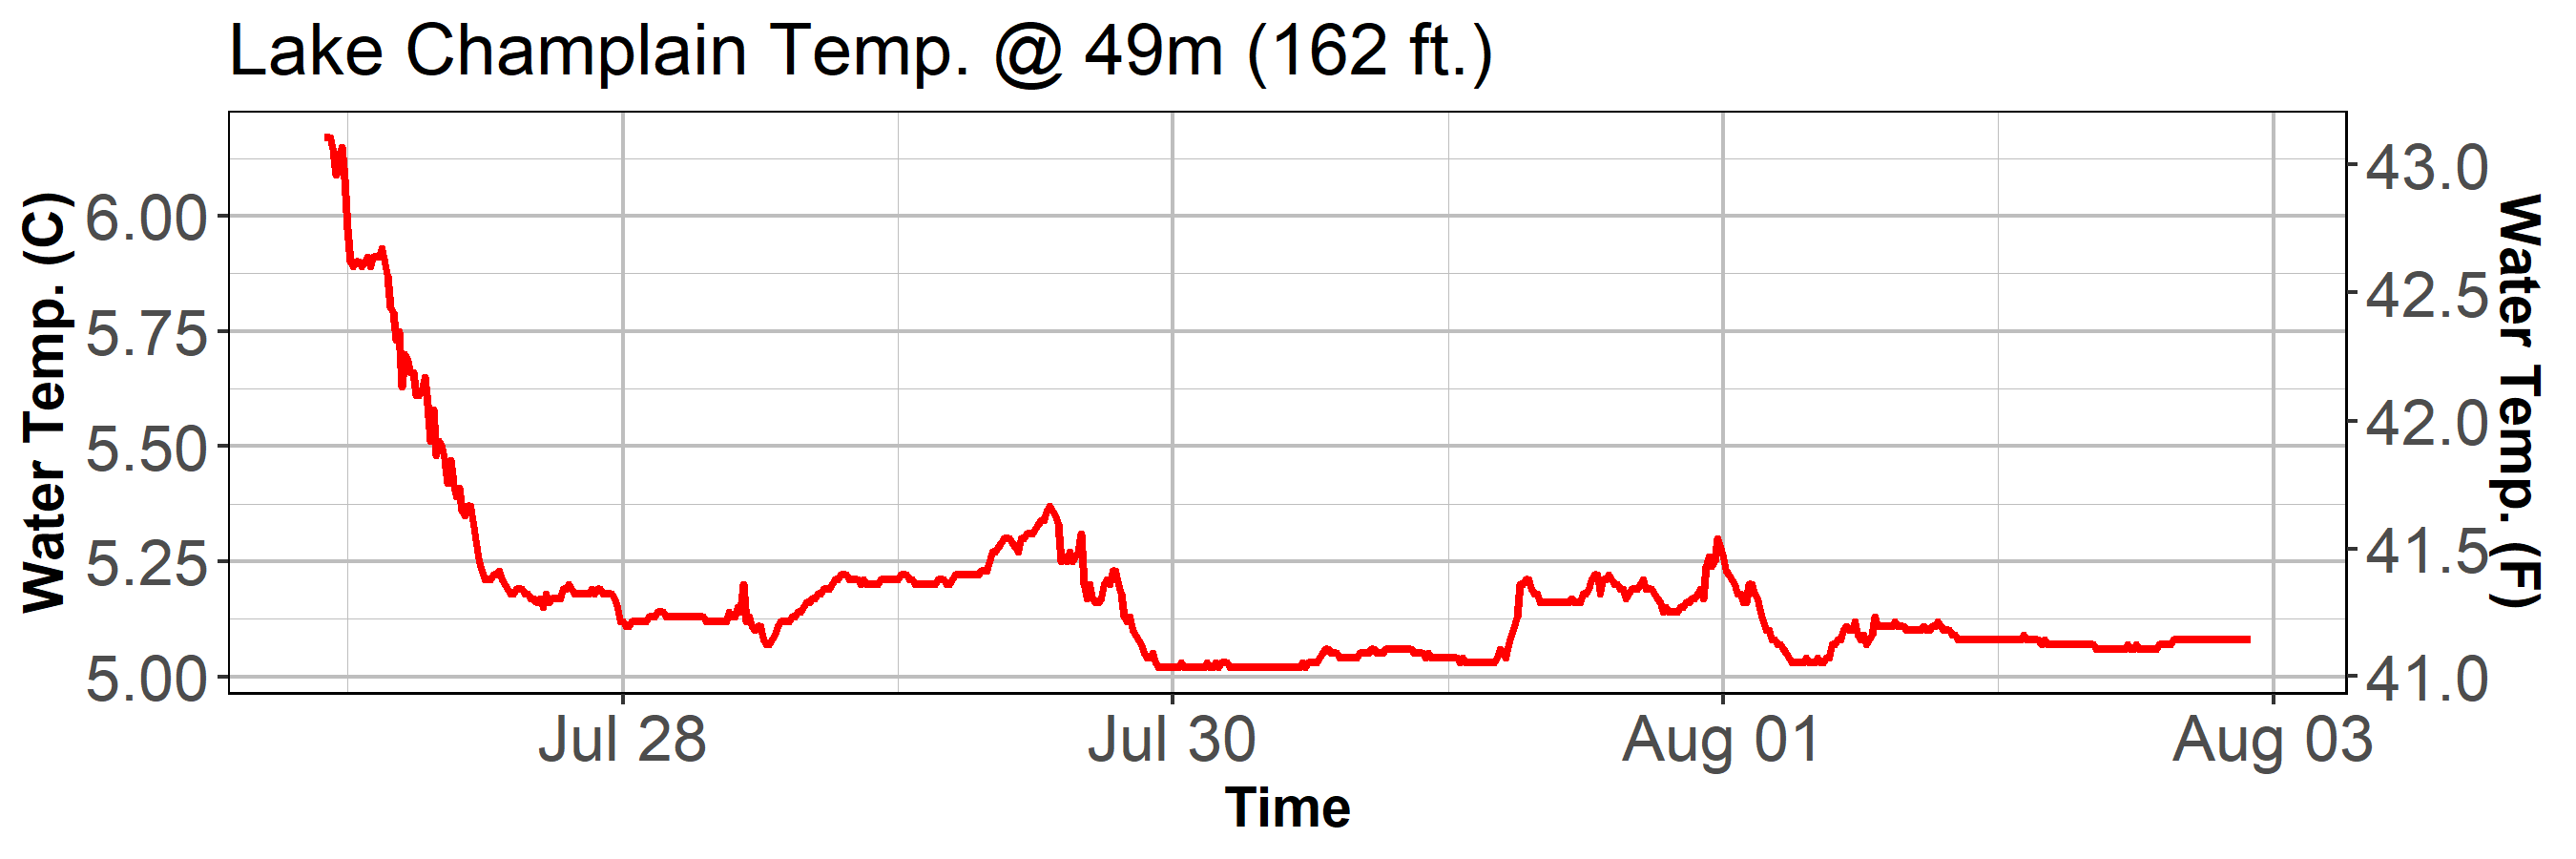 Lake Champlain Temp. @ 49m (162 ft.)
Water Temp. (C)
6.00
5.75
5.50
5.25
5.00
43.0
42.5
42.0
41.5
41.0
Water Temp. (F)
Jul 28 Jul 30 Aug 01 Aug 03
Time